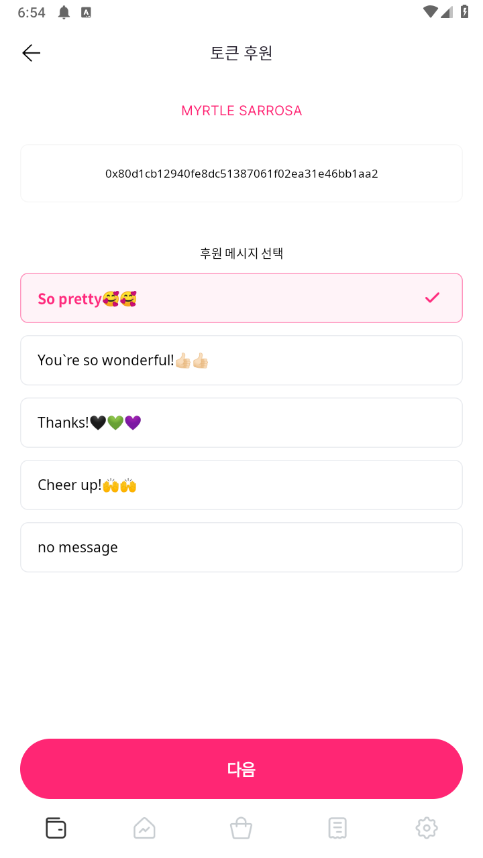 6:54
토큰 후원
MYRTLE SARROSA
0x80d1cb12940fe8dc51387061f02ea31e46bb1aa2
후원 메시지 선택
So pretty🥰🥰
You`re so wonderful!👍🏻👍🏻
Thanks!🖤💚💜
Cheer up!🙌🙌
no message
다음